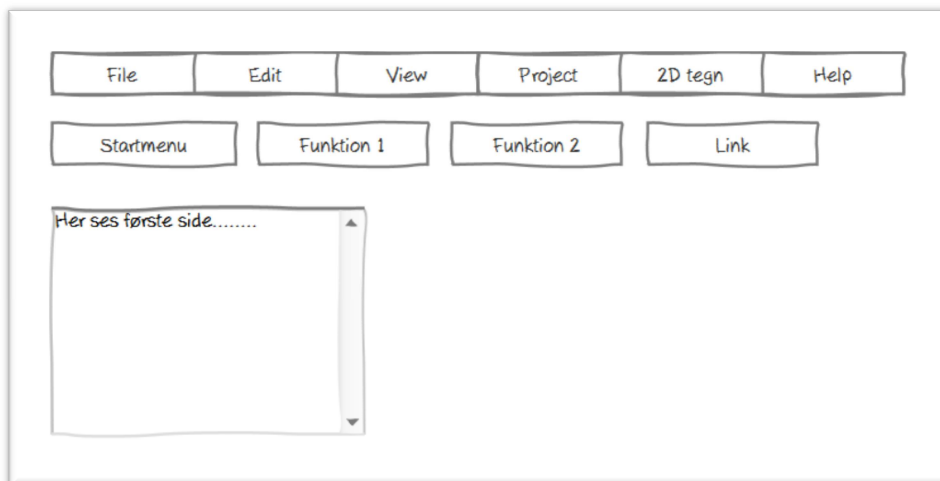 File Edit View Project 2D tegn Help
Startmenu Funktion 1 Funktion 2 Link
Her ses første side........